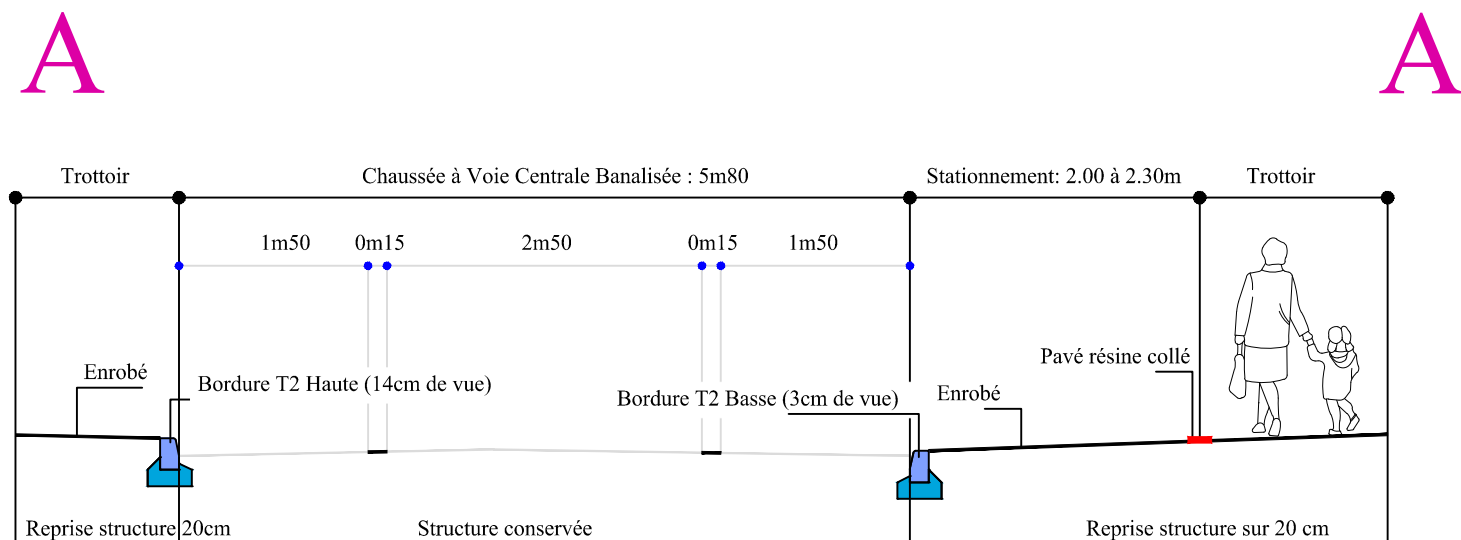 A A
Trottoir Chaussée à Voie Centrale Banalisée : 5m80 Stationnement: 2.00 à 2.30m Trottoir
1m50 0m15 2m50 0m15 1m50
Pavé résine collé
Enrobé
Bordure T2 Haute (14cm de vue)
Bordure T2 Basse (3cm de vue)
Enrobé
Reprise structure 20cm Structure conservée Reprise structure sur 20 cm